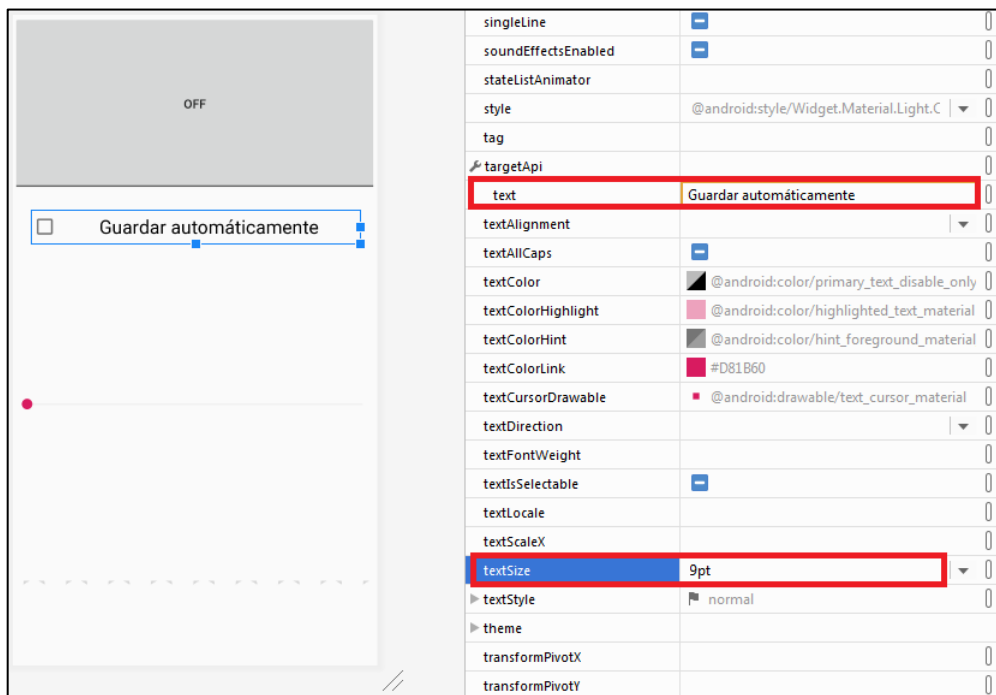 OFF
Guardar automáticamente
singleLine
soundEffectsEnabled
stateListAnimator
style @android:style/Widget.Material.Light.C
tag
targetApi
text Guardar automáticamente
textAlignment
textAllCaps
textColor @android:color/primary_text_disable_only
textColorHighlight @android:color/highlighted_text_material
textColorHint @android:color/hint_foreground_material
textColorLink #D81B60
textCursorDrawable @android:drawable/text_cursor_material
textDirection
textFontWeight
textIsSelectable
textLocale
textScaleX
textSize 9pt
textStyle normal
theme
transformPivotX
transformPivotY